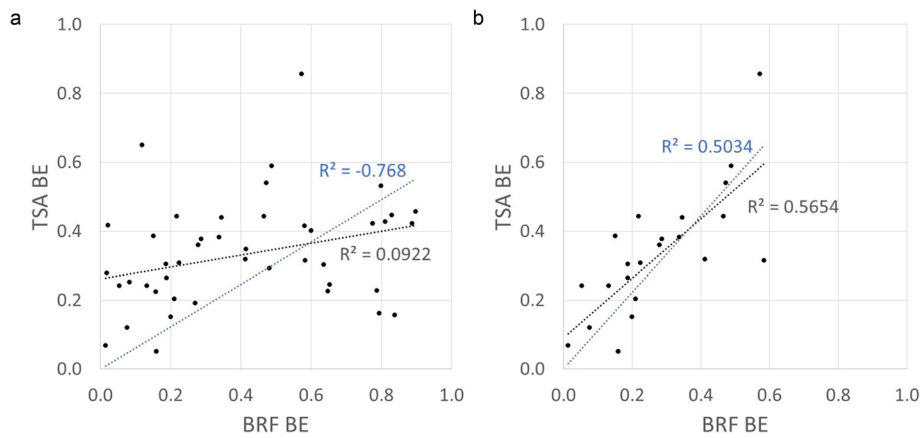 a
1.0
0.8
0.6
0.4
0.2
0.0
TSA BE
R² = -0.768
R² = 0.0922
0.0 0.2 0.4 0.6 0.8 1.0
BRF BE
b
1.0
0.8
0.6
0.4
0.2
0.0
TSA BE
R² = 0.5034
R² = 0.5654
0.0 0.2 0.4 0.6 0.8 1.0
BRF BE